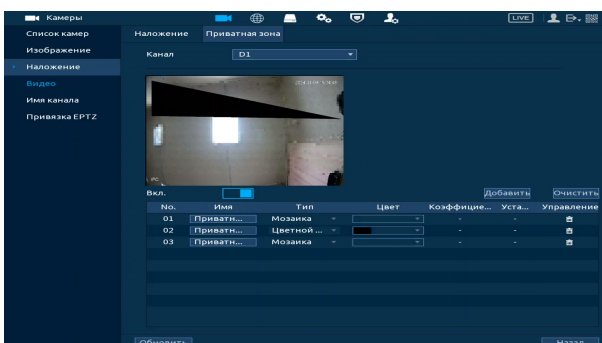 Камеры LIVE
Список камер
Изображение
Наложение
Видео
Имя канала
Привязка EPTZ
Наложение Приватная зона
Канал D1
PC
Вкл. Добавить Очистить
No. Имя Тип Цвет Коэффицие... Уста... Управление
01 Приватн... Мозаика - -
02 Приватн... Цветной ... - -
03 Приватн... Мозаика - -
Обновить Назад